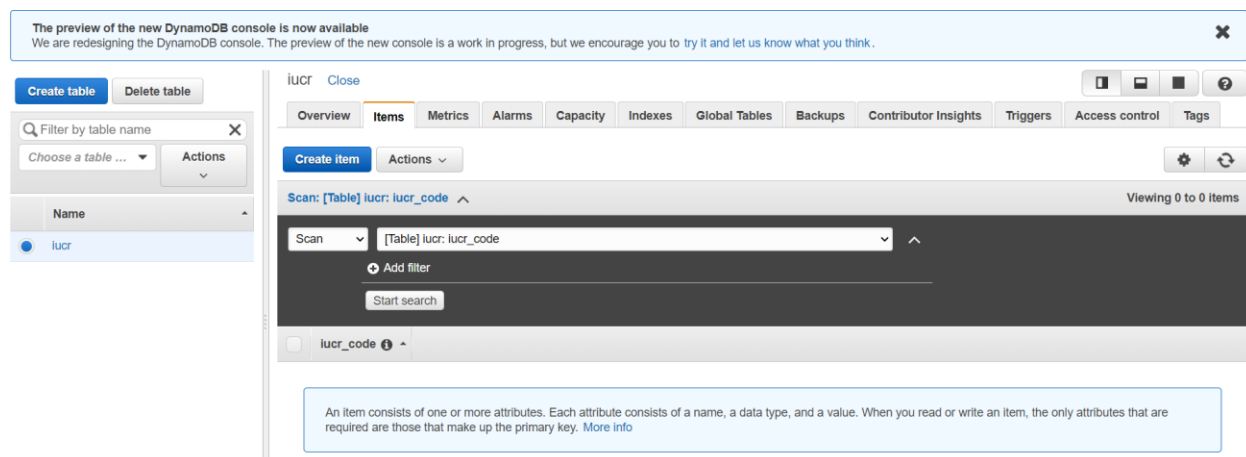 The preview of the new DynamoDB console is now available
We are redesigning the DynamoDB console. The preview of the new console is a work in progress, but we encourage you to try it and let us know what you think.
Create table Delete table
Filter by table name
Choose a table ... Actions
Name
iucr
iucr Close
Overview Items Metrics Alarms Capacity Indexes Global Tables Backups Contributor Insights Triggers Access control Tags
Create item Actions
Scan: [Table] iucr: iucr_code Viewing 0 to 0 items
Scan [Table] iucr: iucr_code
Add filter
Start search
iucr_code
An item consists of one or more attributes. Each attribute consists of a name, a data type, and a value. When you read or write an item, the only attributes that are
required are those that make up the primary key. More info